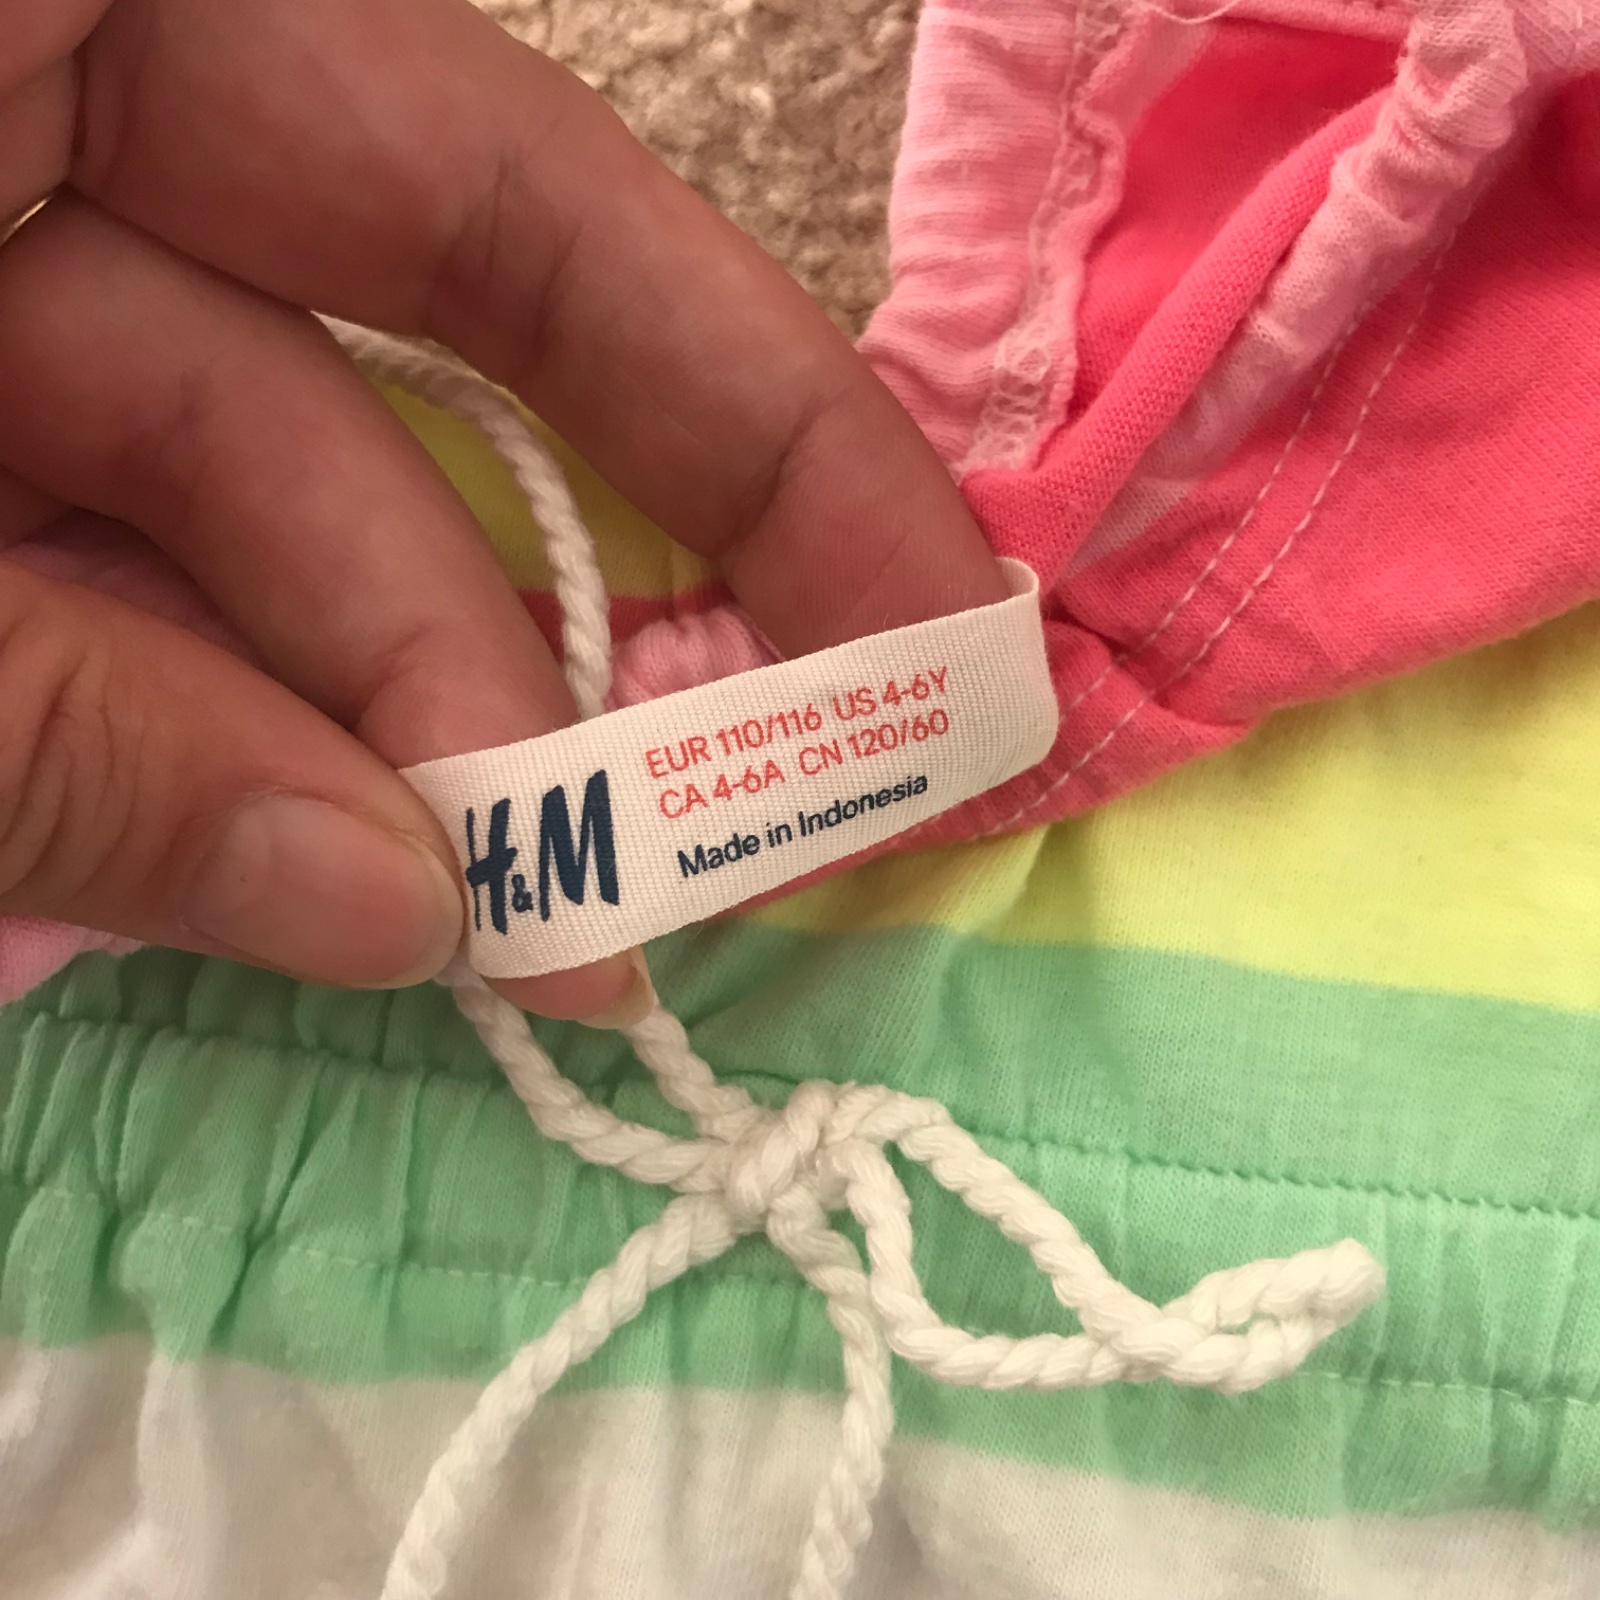 H&M
EUR 110/116 US 4-6Y
CA 4-6A CN 120/60
Made in Indonesia